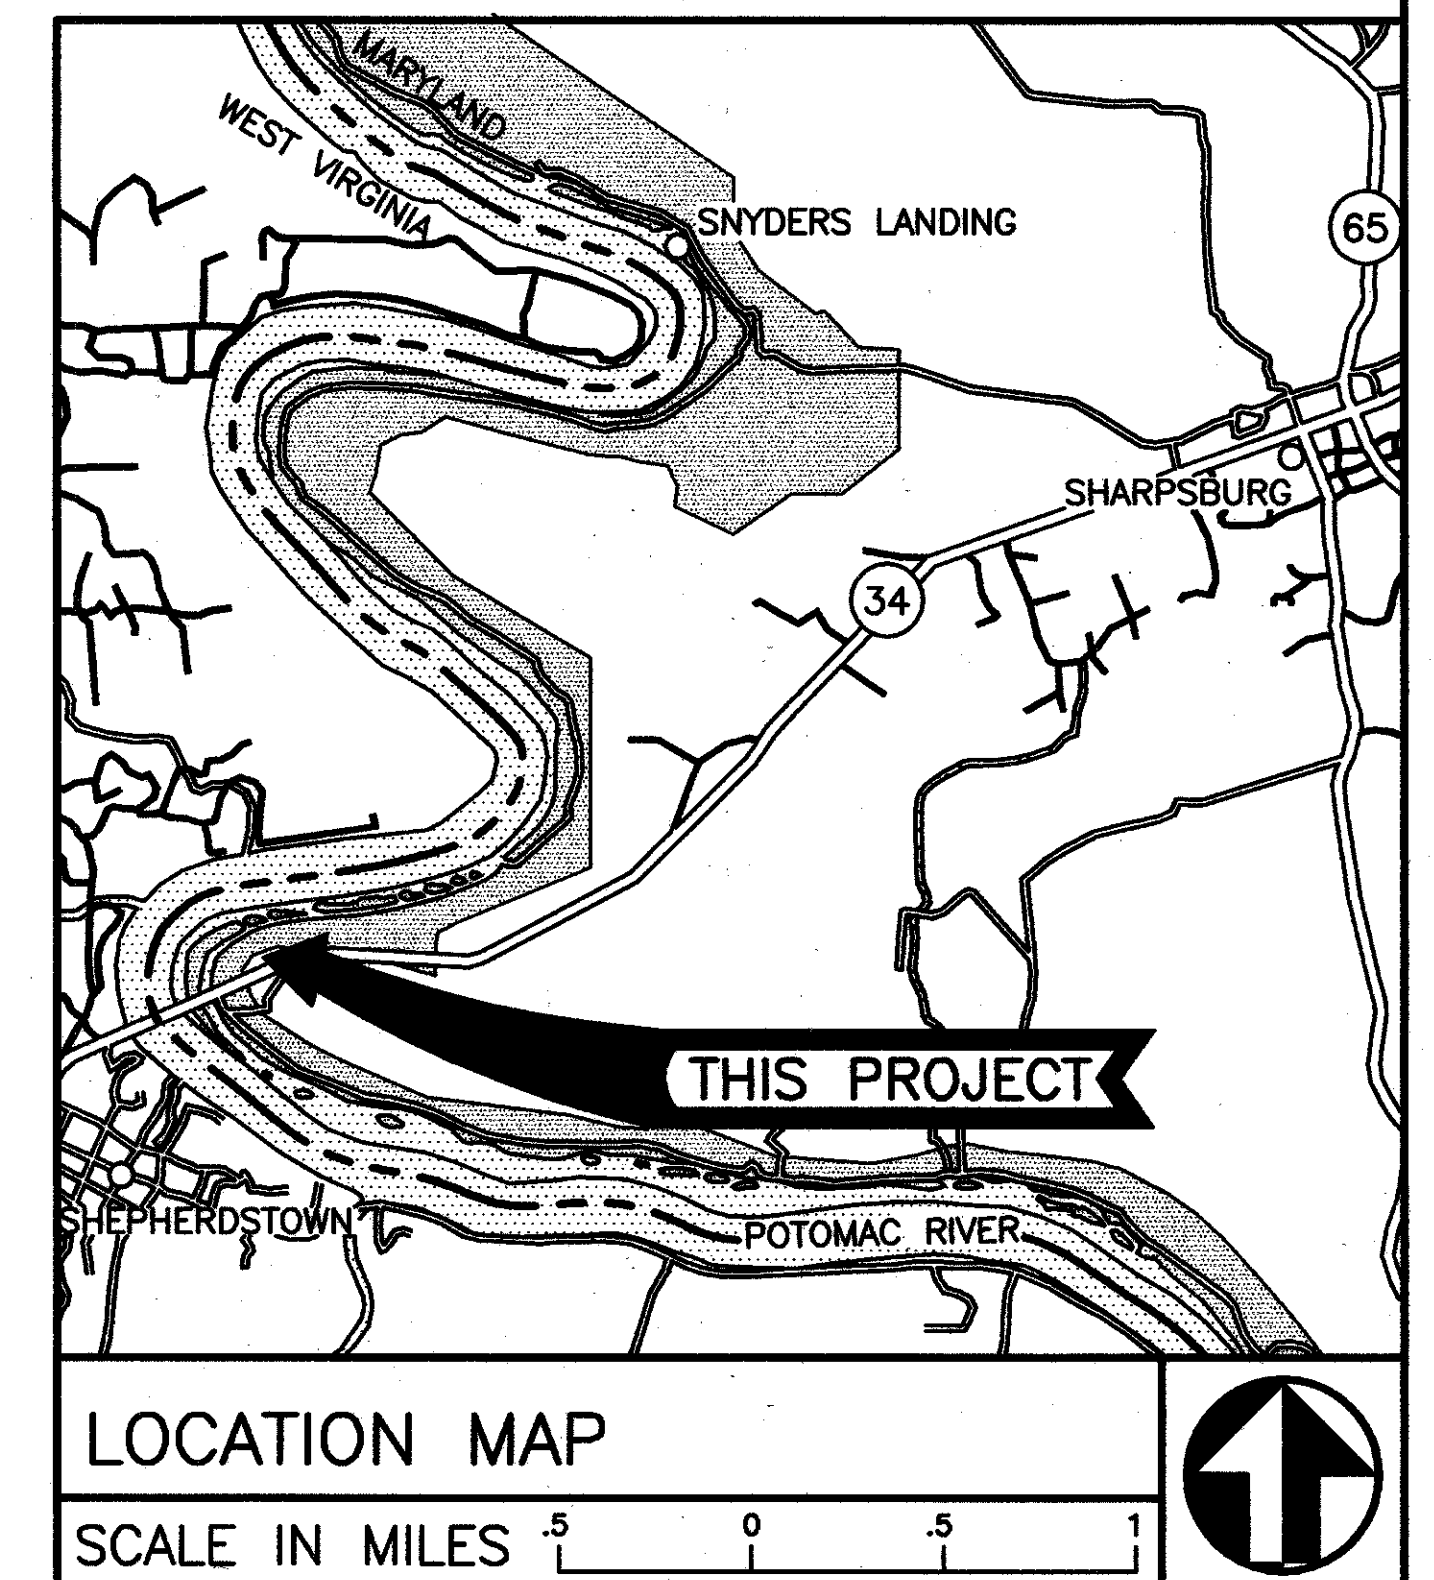 MARYLAND
WEST VIRGINIA
SNYDERS LANDING
65
SHARPSBURG
34
THIS PROJECT
SHEPHERDSTOWN
POTOMAC RIVER
LOCATION MAP
SCALE IN MILES .5 0 .5 1